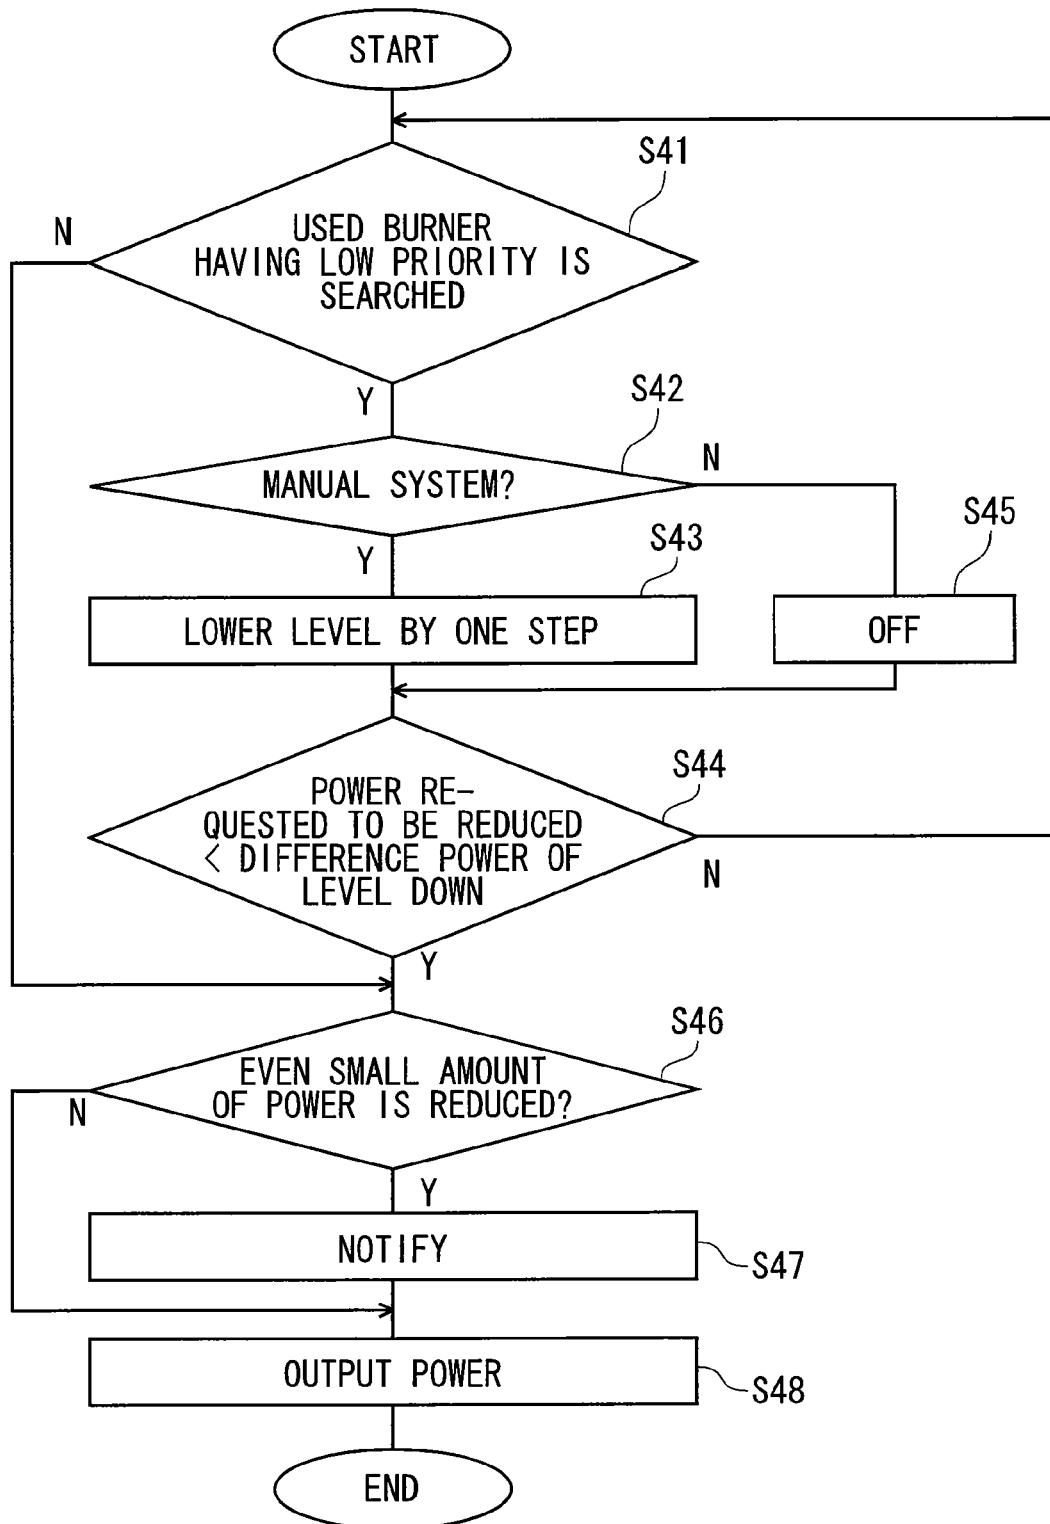 START
S41
N
USED BURNER
HAVING LOW PRIORITY IS
SEARCHED
Y
S42
MANUAL SYSTEM?
N
Y
S43
S45
LOWER LEVEL BY ONE STEP
OFF
S44
POWER RE-
QUESTED TO BE REDUCED
< DIFFERENCE POWER OF
LEVEL DOWN
N
Y
S46
EVEN SMALL AMOUNT
OF POWER IS REDUCED?
N
Y
NOTIFY
S47
OUTPUT POWER
S48
END